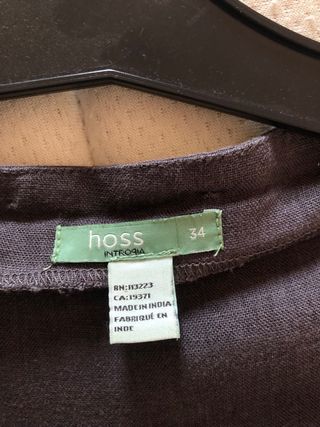 hoss 34
INTROPIA
RN:113223
CA:19371
MADE IN INDIA
FABRIQUÉ EN
INDE